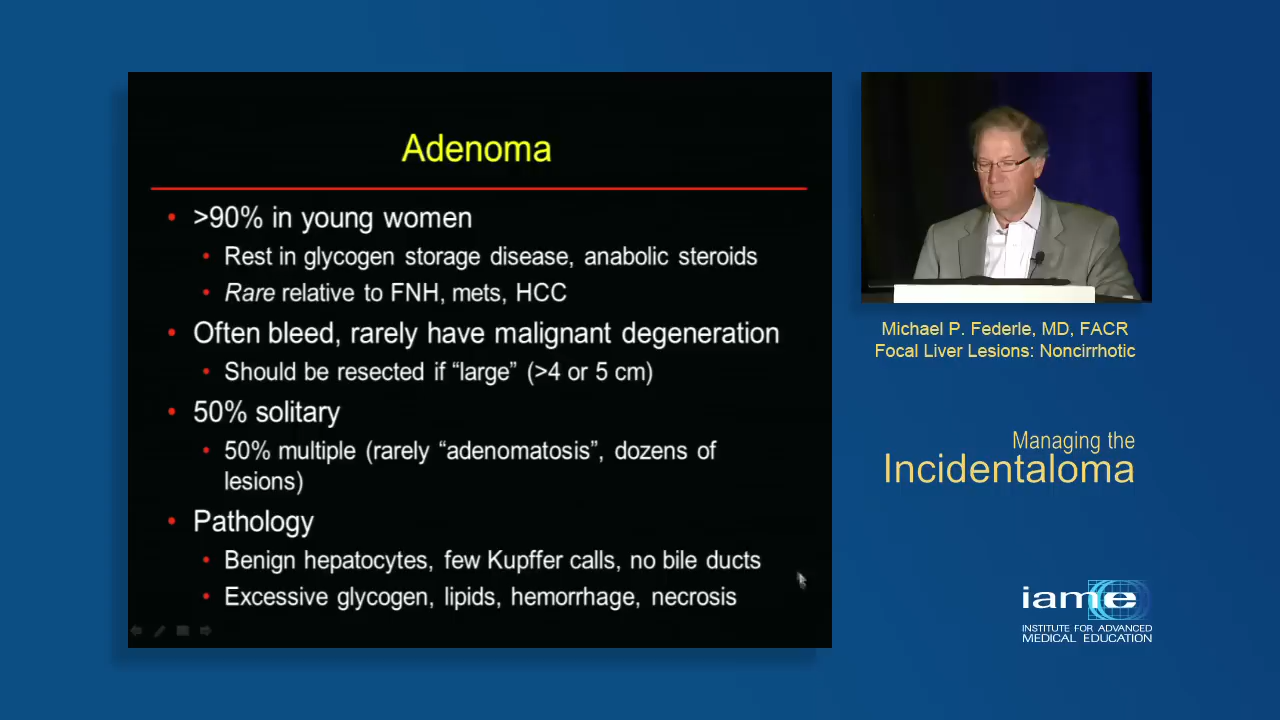 Adenoma
• >90% in young women
• Rest in glycogen storage disease, anabolic steroids
• Rare relative to FNH, mets, HCC
• Often bleed, rarely have malignant degeneration
• Should be resected if “large” (>4 or 5 cm)
• 50% solitary
• 50% multiple (rarely “adenomatosis”, dozens of
lesions)
• Pathology
• Benign hepatocytes, few Kupffer calls, no bile ducts
• Excessive glycogen, lipids, hemorrhage, necrosis
Michael P. Federle, MD, FACR
Focal Liver Lesions: Noncirrhotic
Managing the
Incidentaloma
iame
INSTITUTE FOR ADVANCED
MEDICAL EDUCATION